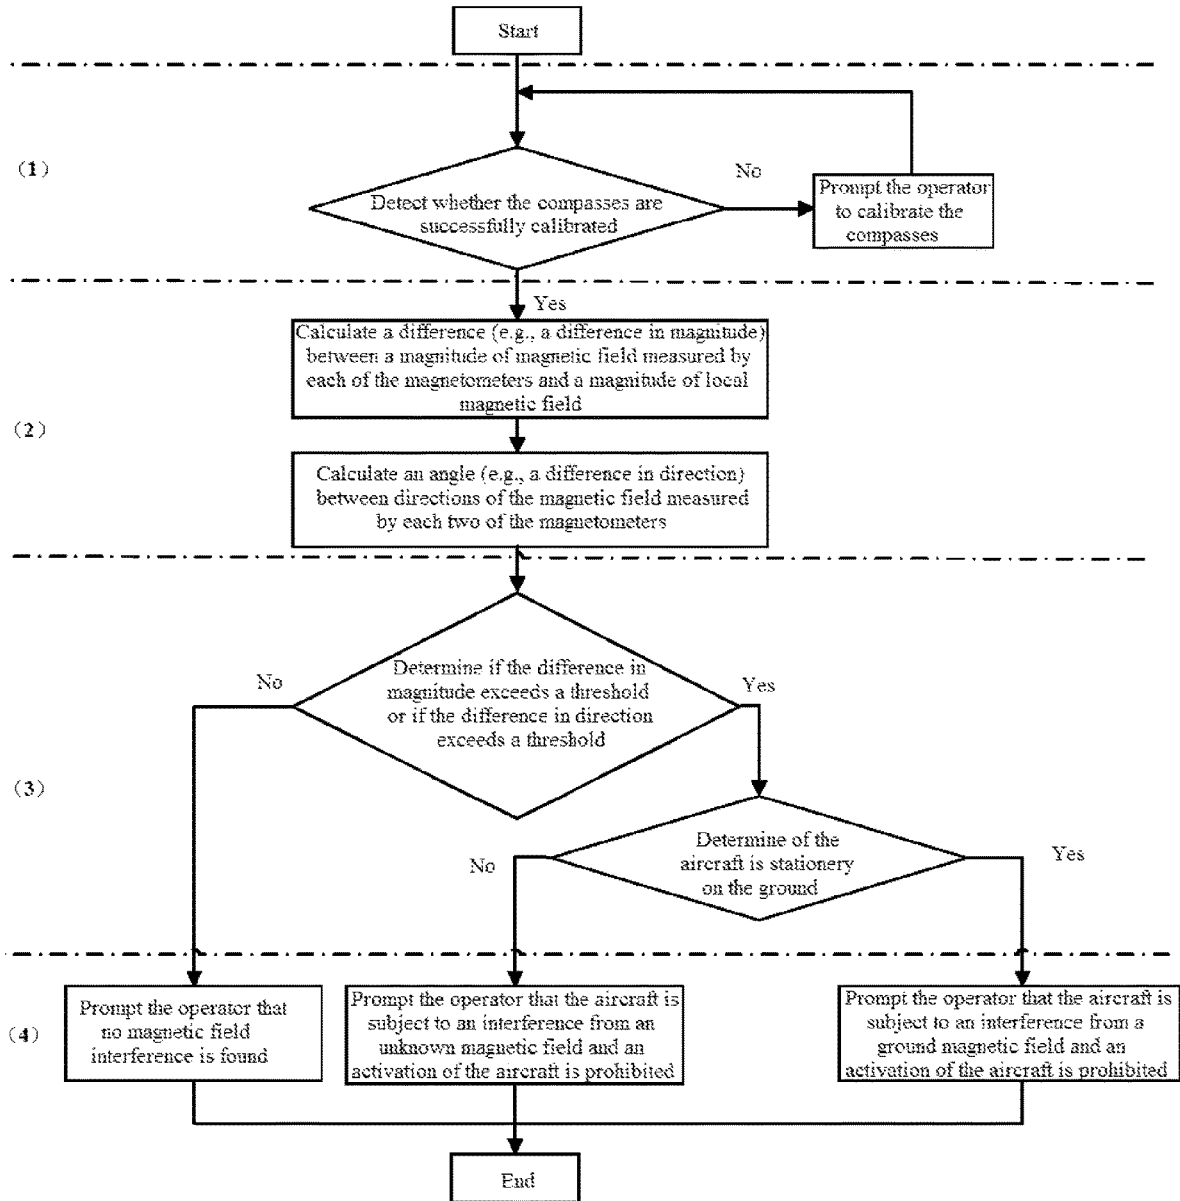 Start
(1)
No
Detect whether the compasses are
successfully calibrated
Prompt the operator
to calibrate the
compasses
Yes
Calculate a difference (e.g., a difference in magnitude)
between a magnitude of magnetic field measured by
each of the magnetometers and a magnitude of local
magnetic field
(2)
Calculate an angle (e.g., a difference in direction)
between directions of the magnetic field measured
by each two of the magnetometers
No
Determine if the difference in
magnitude exceeds a threshold
or if the difference in direction
exceeds a threshold
Yes
(3)
No
Determine of the
aircraft is stationery
on the ground
Yes
(4)
Prompt the operator that
no magnetic field
interference is found
Prompt the operator that the aircraft is
subject to an interference from an
unknown magnetic field and an
activation of the aircraft is prohibited
Prompt the operator that the aircraft is
subject to an interference from a
ground magnetic field and an
activation of the aircraft is prohibited
End